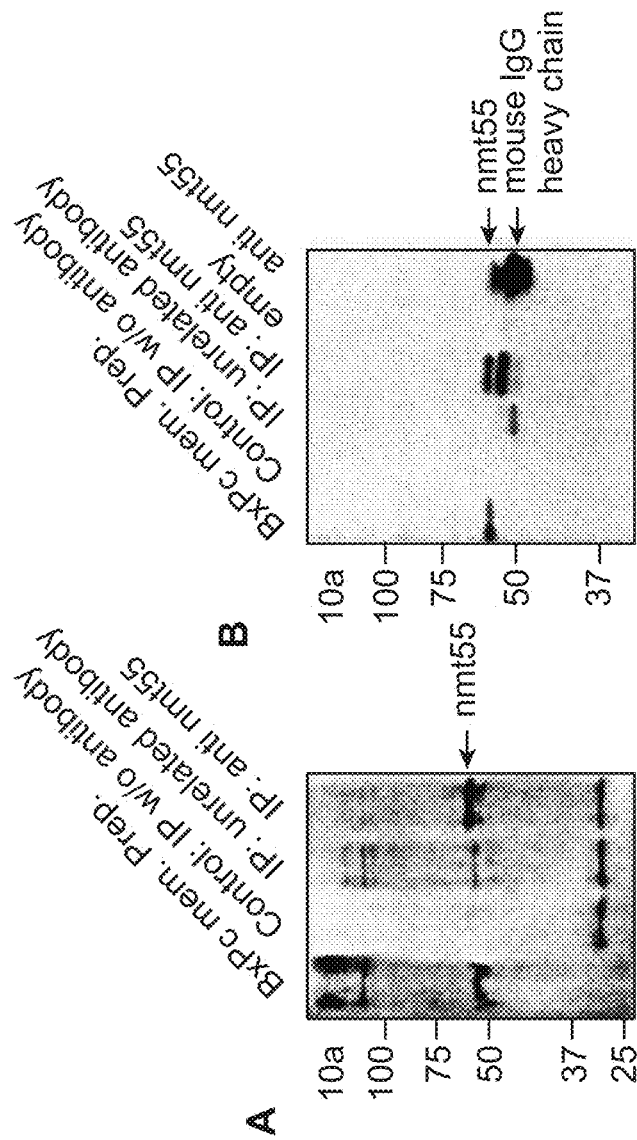 A
BxPc mem. Prep.
Control: IP w/o antibody
IP: unrelated antibody
IP: anti nmt55
10a
100
75
50
37
25
nmt55
B
BxPc mem. Prep.
Control: IP w/o antibody
IP: unrelated antibody
IP: anti nmt55
empty
anti nmt55
10a
100
75
50
37
nmt55
mouse IgG
heavy chain